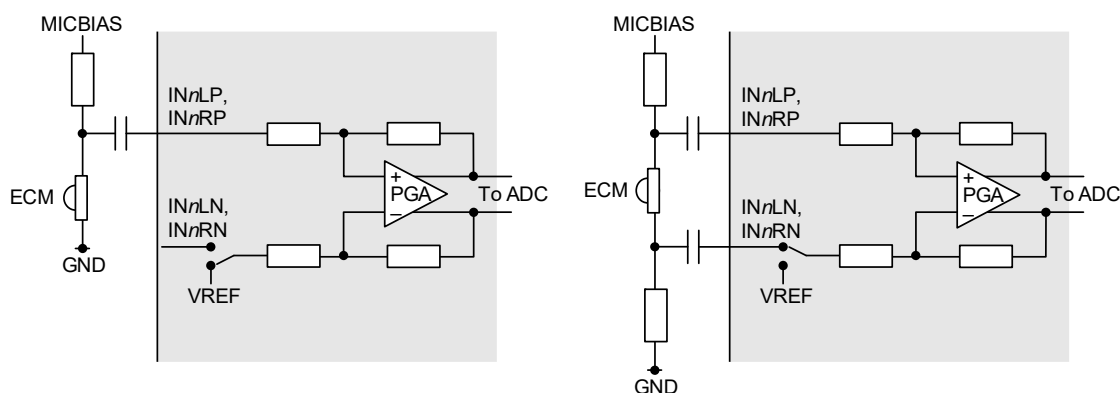 MICBIAS
INnLP,
INnRP
ECM
+
PGA
−
To ADC
INnLN,
INnRN
GND
VREF
MICBIAS
INnLP,
INnRP
ECM
+
PGA
−
To ADC
INnLN,
INnRN
VREF
GND